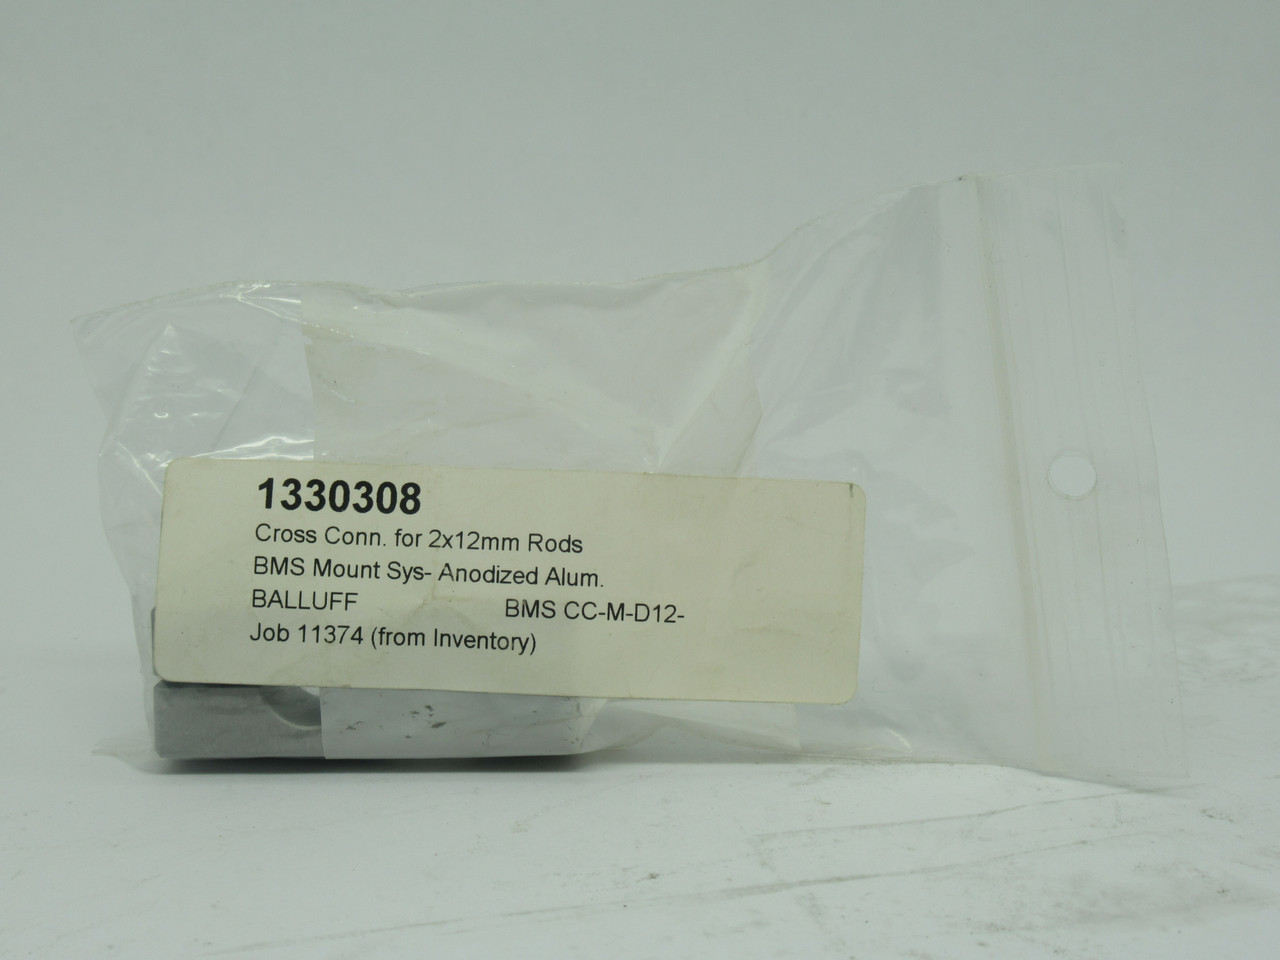 1330308
Cross Conn. for 2x12mm Rods
BMS Mount Sys- Anodized Alum.
BALLUFF BMS CC-M-D12-
Job 11374 (from Inventory)